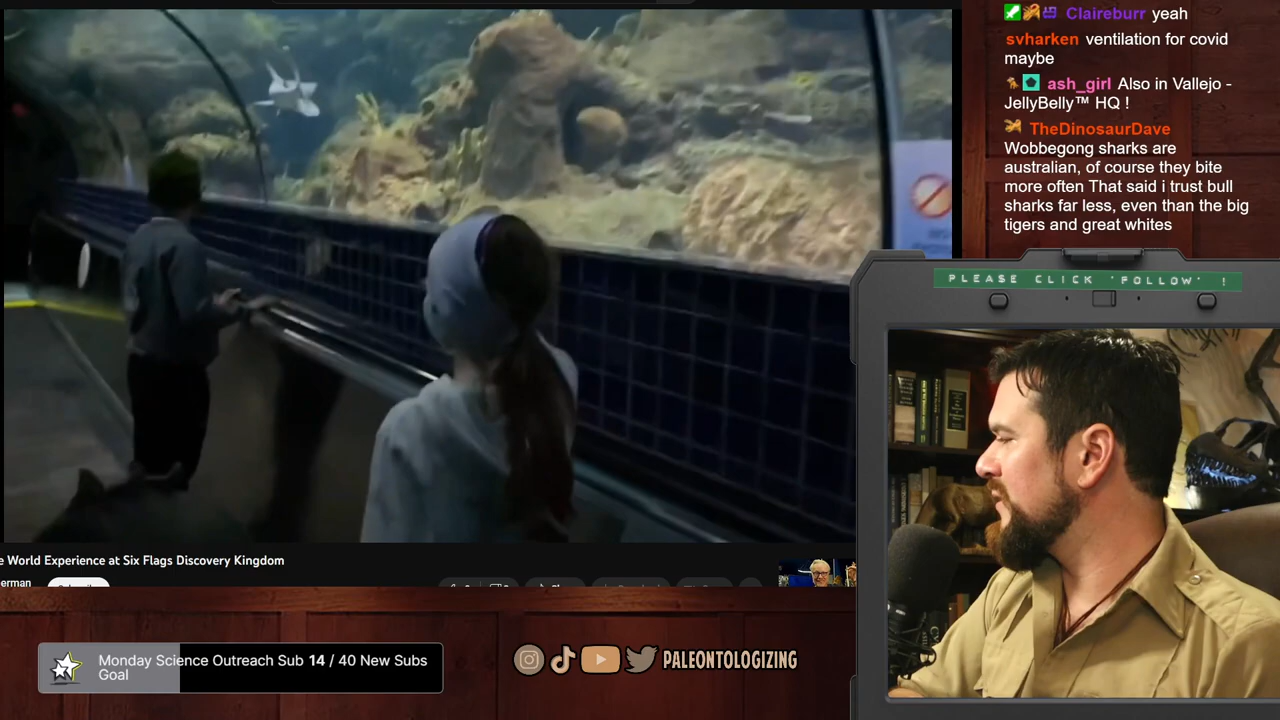 Claireburr yeah
svharken ventilation for covid
maybe
ash_girl Also in Vallejo -
JellyBelly™ HQ !
TheDinosaurDave
Wobbegong sharks are
australian, of course they bite
more often That said i trust bull
sharks far less, even than the big
tigers and great whites
PLEASE CLICK 'FOLLOW' !
e World Experience at Six Flags Discovery Kingdom
erman
Monday Science Outreach Sub 14 / 40 New Subs
Goal
PALEONTOLOGIZING